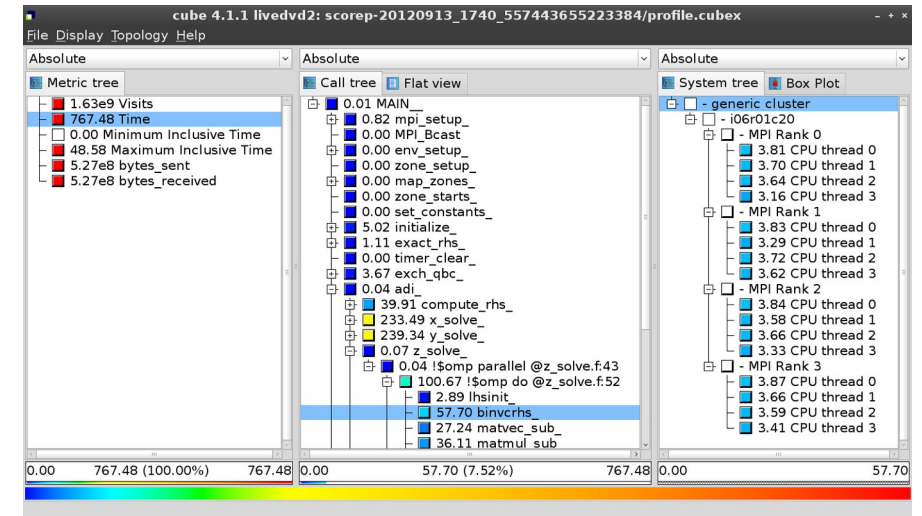 cube 4.1.1 livedvd2: scorep-20120913_1740_557443655223384/profile.cubex
File Display Topology Help
Absolute
Metric tree
1.63e9 Visits
767.48 Time
0.00 Minimum Inclusive Time
48.58 Maximum Inclusive Time
5.27e8 bytes_sent
5.27e8 bytes_received
0.00 767.48 (100.00%) 767.48
Absolute
Call tree Flat view
0.01 MAIN__
0.82 mpi_setup_
0.00 MPI_Bcast
0.00 env_setup_
0.00 zone_setup_
0.00 map_zones_
0.00 zone_starts_
0.00 set_constants_
5.02 initialize_
1.11 exact_rhs_
0.00 timer_clear_
3.67 exch_qbc_
0.04 adi_
39.91 compute_rhs_
233.49 x_solve_
239.34 y_solve_
0.07 z_solve_
0.04 !$omp parallel @z_solve.f:43
100.67 !$omp do @z_solve.f:52
2.89 lhsinit_
57.70 binvcrhs_
27.24 matvec_sub_
36.11 matmul_sub
0.00 57.70 (7.52%) 767.48
Absolute
System tree Box Plot
- generic cluster
- i06r01c20
- MPI Rank 0
3.81 CPU thread 0
3.70 CPU thread 1
3.64 CPU thread 2
3.16 CPU thread 3
- MPI Rank 1
3.83 CPU thread 0
3.29 CPU thread 1
3.72 CPU thread 2
3.62 CPU thread 3
- MPI Rank 2
3.84 CPU thread 0
3.58 CPU thread 1
3.66 CPU thread 2
3.33 CPU thread 3
- MPI Rank 3
3.87 CPU thread 0
3.66 CPU thread 1
3.59 CPU thread 2
3.41 CPU thread 3
0.00 57.70